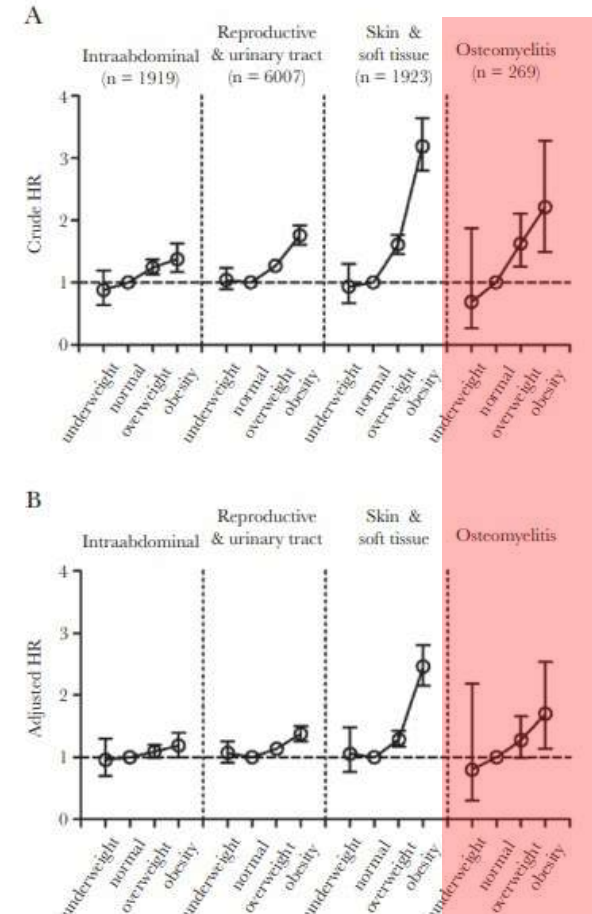 A
Intraabdominal
(n = 1919)
Reproductive
& urinary tract
(n = 6007)
Skin &
soft tissue
(n = 1923)
Osteomyelitis
(n = 269)
Crude HR
4
3
2
1
0
underweight
normal
overweight
obesity
underweight
normal
overweight
obesity
underweight
normal
overweight
obesity
underweight
normal
overweight
obesity
B
Intraabdominal
Reproductive
& urinary tract
Skin &
soft tissue
Osteomyelitis
Adjusted HR
4
3
2
1
0
underweight
normal
overweight
obesity
underweight
normal
overweight
obesity
underweight
normal
overweight
obesity
underweight
normal
overweight
obesity